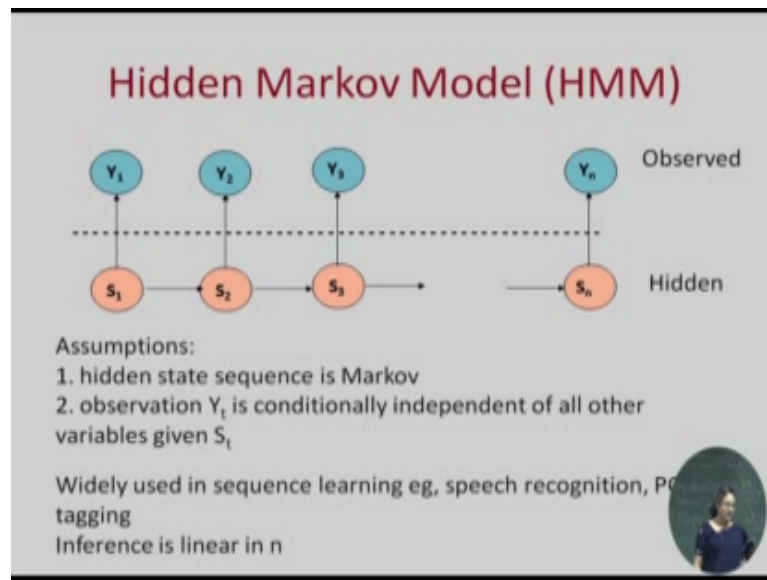 Hidden Markov Model (HMM)
Y₁ Y₂ Y₃ Yₙ Observed
S₁ S₂ S₃ Sₙ Hidden
Assumptions:
1. hidden state sequence is Markov
2. observation Yₜ is conditionally independent of all other
variables given Sₜ
Widely used in sequence learning eg, speech recognition,
tagging
Inference is linear in n